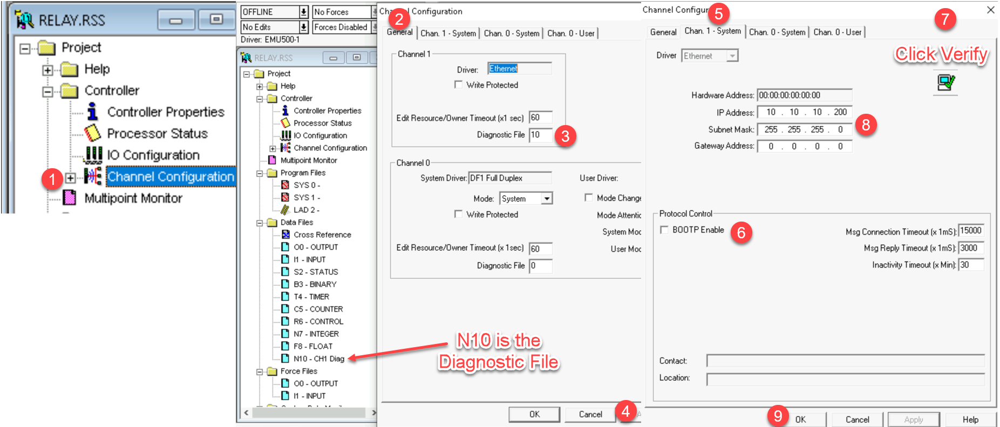 RELAY.RSS
Project
Help
Controller
Controller Properties
Processor Status
IO Configuration
1
Channel Configuration
Multipoint Monitor
OFFLINE
No Forces
No Edits
Forces Disabled
Driver: EMU500-1
RELAY.RSS
Project
Help
Controller
Controller Properties
Processor Status
IO Configuration
Channel Configuration
Multipoint Monitor
Program Files
SYS 0 -
SYS 1 -
LAD 2 -
Data Files
Cross Reference
O0 - OUTPUT
I1 - INPUT
S2 - STATUS
B3 - BINARY
T4 - TIMER
C5 - COUNTER
R6 - CONTROL
N7 - INTEGER
F8 - FLOAT
N10 - CH1 Diag
Force Files
O0 - OUTPUT
I1 - INPUT
N10 is the
Diagnostic File
Channel Configuration
2
General Chan. 1 - System Chan. 0 - System Chan. 0 - User
Channel 1
Driver: Ethernet
Write Protected
Edit Resource/Owner Timeout (x1 sec) 60
Diagnostic File 10
3
Channel 0
System Driver: DF1 Full Duplex
User Driver:
Mode: System
Mode Change
Write Protected
Mode Attentic
System Moc
Edit Resource/Owner Timeout (x 1sec) 60
User Moc
Diagnostic File 0
OK Cancel
4
Channel Configur
5
7
General Chan. 1 - System Chan. 0 - System Chan. 0 - User
Driver Ethernet
Click Verify
Hardware Address: 00:00:00:00:00:00
IP Address: 10 . 10 . 10 . 200
Subnet Mask: 255 . 255 . 255 . 0
8
Gateway Address: 0 . 0 . 0 . 0
Protocol Control
BOOTP Enable
6
Msg Connection Timeout (x 1mS): 15000
Msg Reply Timeout (x 1mS): 3000
Inactivity Timeout (x Min): 30
Contact:
Location:
9
OK Cancel Apply Help